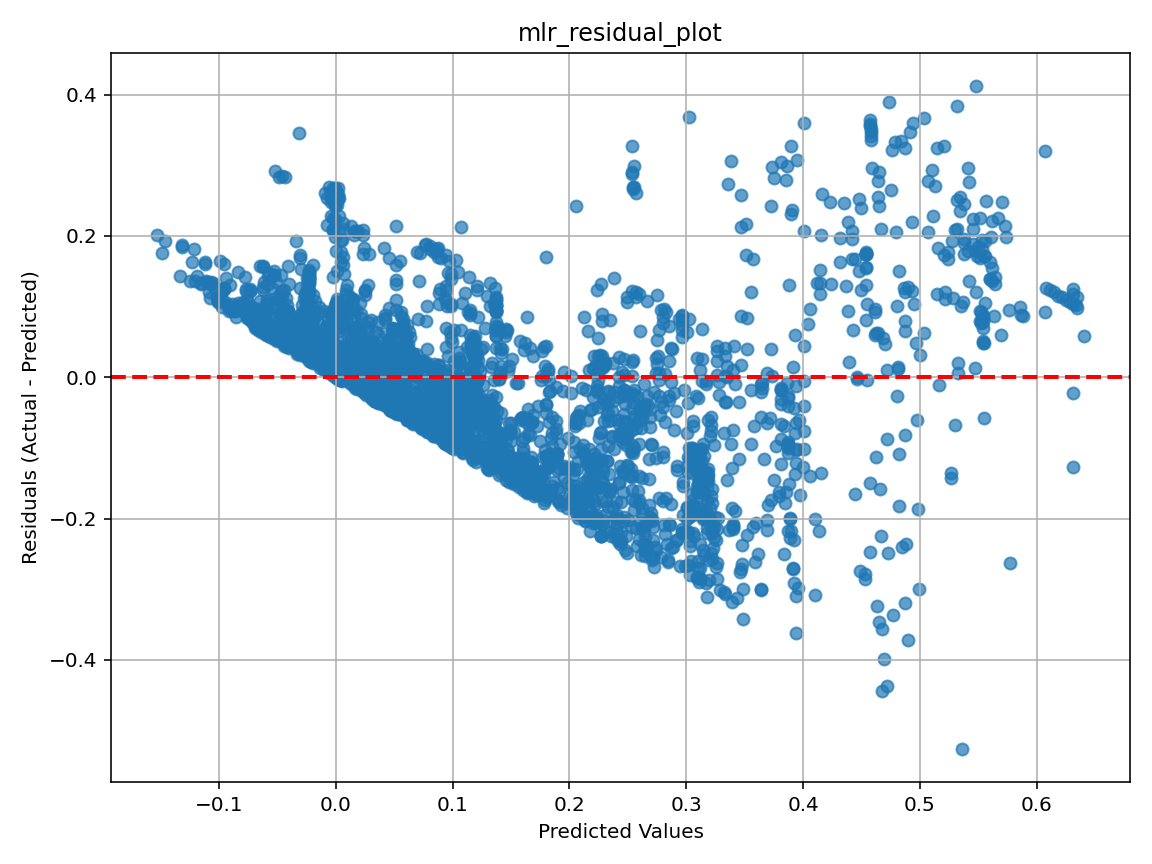 mlr_residual_plot
Residuals (Actual - Predicted)
0.4
0.2
0.0
−0.2
−0.4
−0.1 0.0 0.1 0.2 0.3 0.4 0.5 0.6
Predicted Values